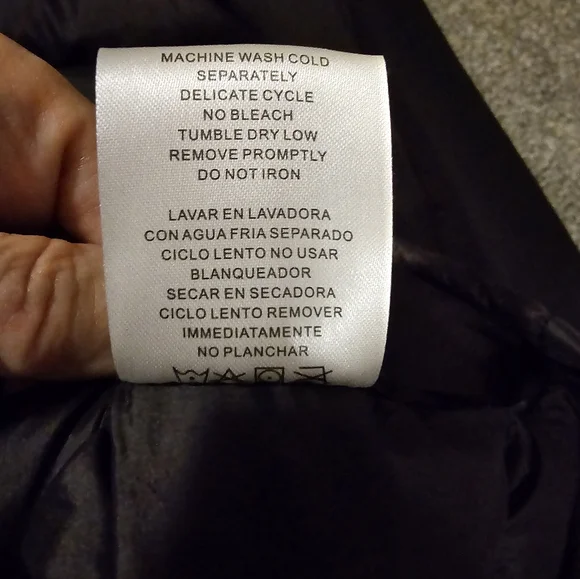 MACHINE WASH COLD
SEPARATELY
DELICATE CYCLE
NO BLEACH
TUMBLE DRY LOW
REMOVE PROMPTLY
DO NOT IRON
LAVAR EN LAVADORA
CON AGUA FRIA SEPARADO
CICLO LENTO NO USAR
BLANQUEADOR
SECAR EN SECADORA
CICLO LENTO REMOVER
IMMEDIATAMENTE
NO PLANCHAR